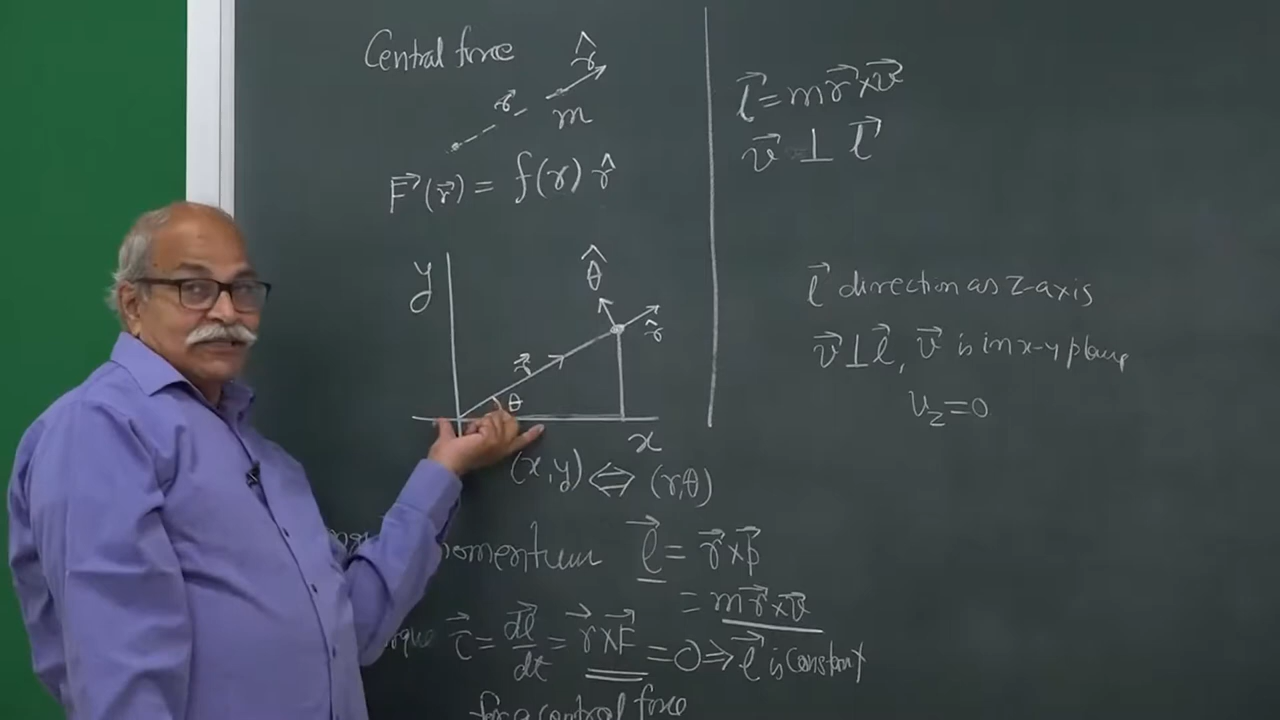 Central force
r̂
r⃗
m
F⃗(r⃗) = f(r) r̂
y
θ̂
r̂
r⃗
θ
x
(x,y) ⇔ (r,θ)
momentum l⃗ = r⃗×p⃗
= m r⃗×v⃗
τ⃗ = dl⃗/dt = r⃗×F⃗ = 0 ⇒ l⃗ is constant
for central force
l⃗ = m r⃗×v⃗
v⃗ ⊥ l⃗
l⃗ direction as z-axis
v⃗ ⊥ l⃗, v⃗ is in x-y plane
v_z = 0